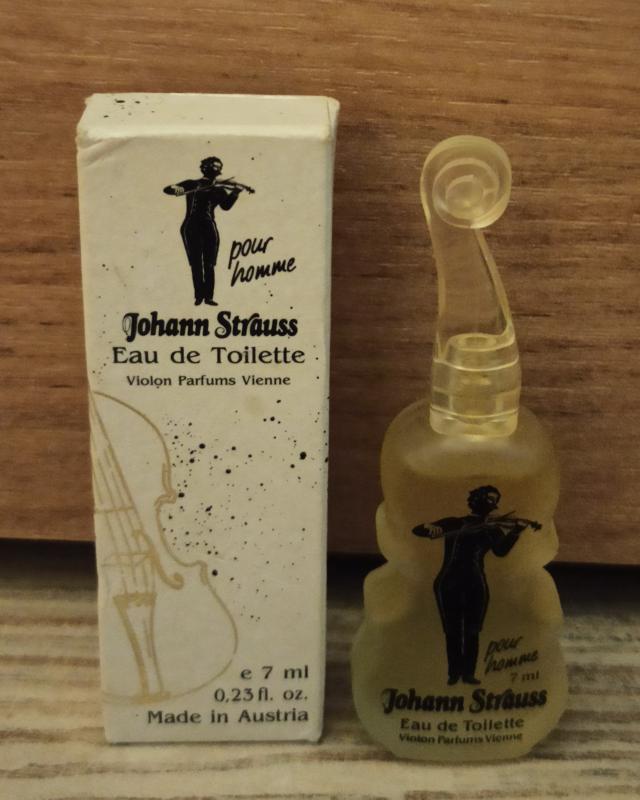 pour
homme
Johann Strauss
Eau de Toilette
Violon Parfums Vienne
e 7 ml
0,23 fl. oz.
Made in Austria
pour
homme
7 ml
Johann Strauss
Eau de Toilette
Violon Parfums Vienne